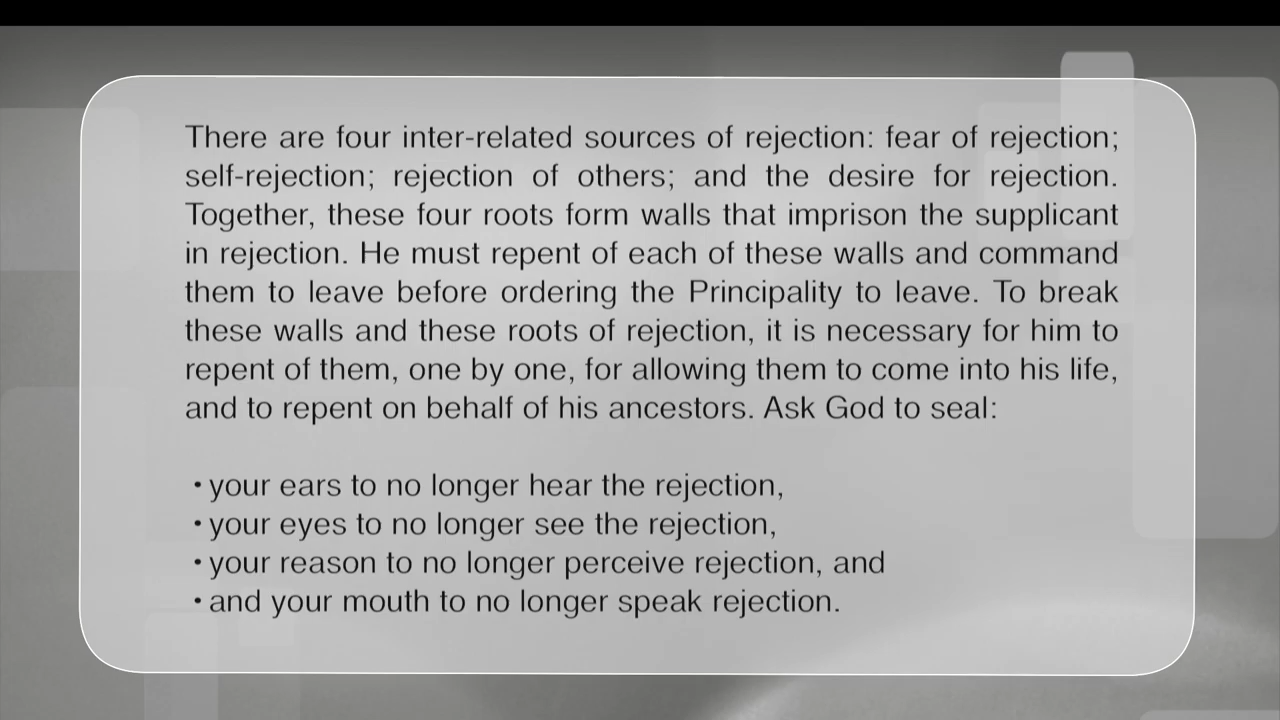 There are four inter-related sources of rejection: fear of rejection;
self-rejection; rejection of others; and the desire for rejection.
Together, these four roots form walls that imprison the supplicant
in rejection. He must repent of each of these walls and command
them to leave before ordering the Principality to leave. To break
these walls and these roots of rejection, it is necessary for him to
repent of them, one by one, for allowing them to come into his life,
and to repent on behalf of his ancestors. Ask God to seal:
• your ears to no longer hear the rejection,
• your eyes to no longer see the rejection,
• your reason to no longer perceive rejection, and
• and your mouth to no longer speak rejection.